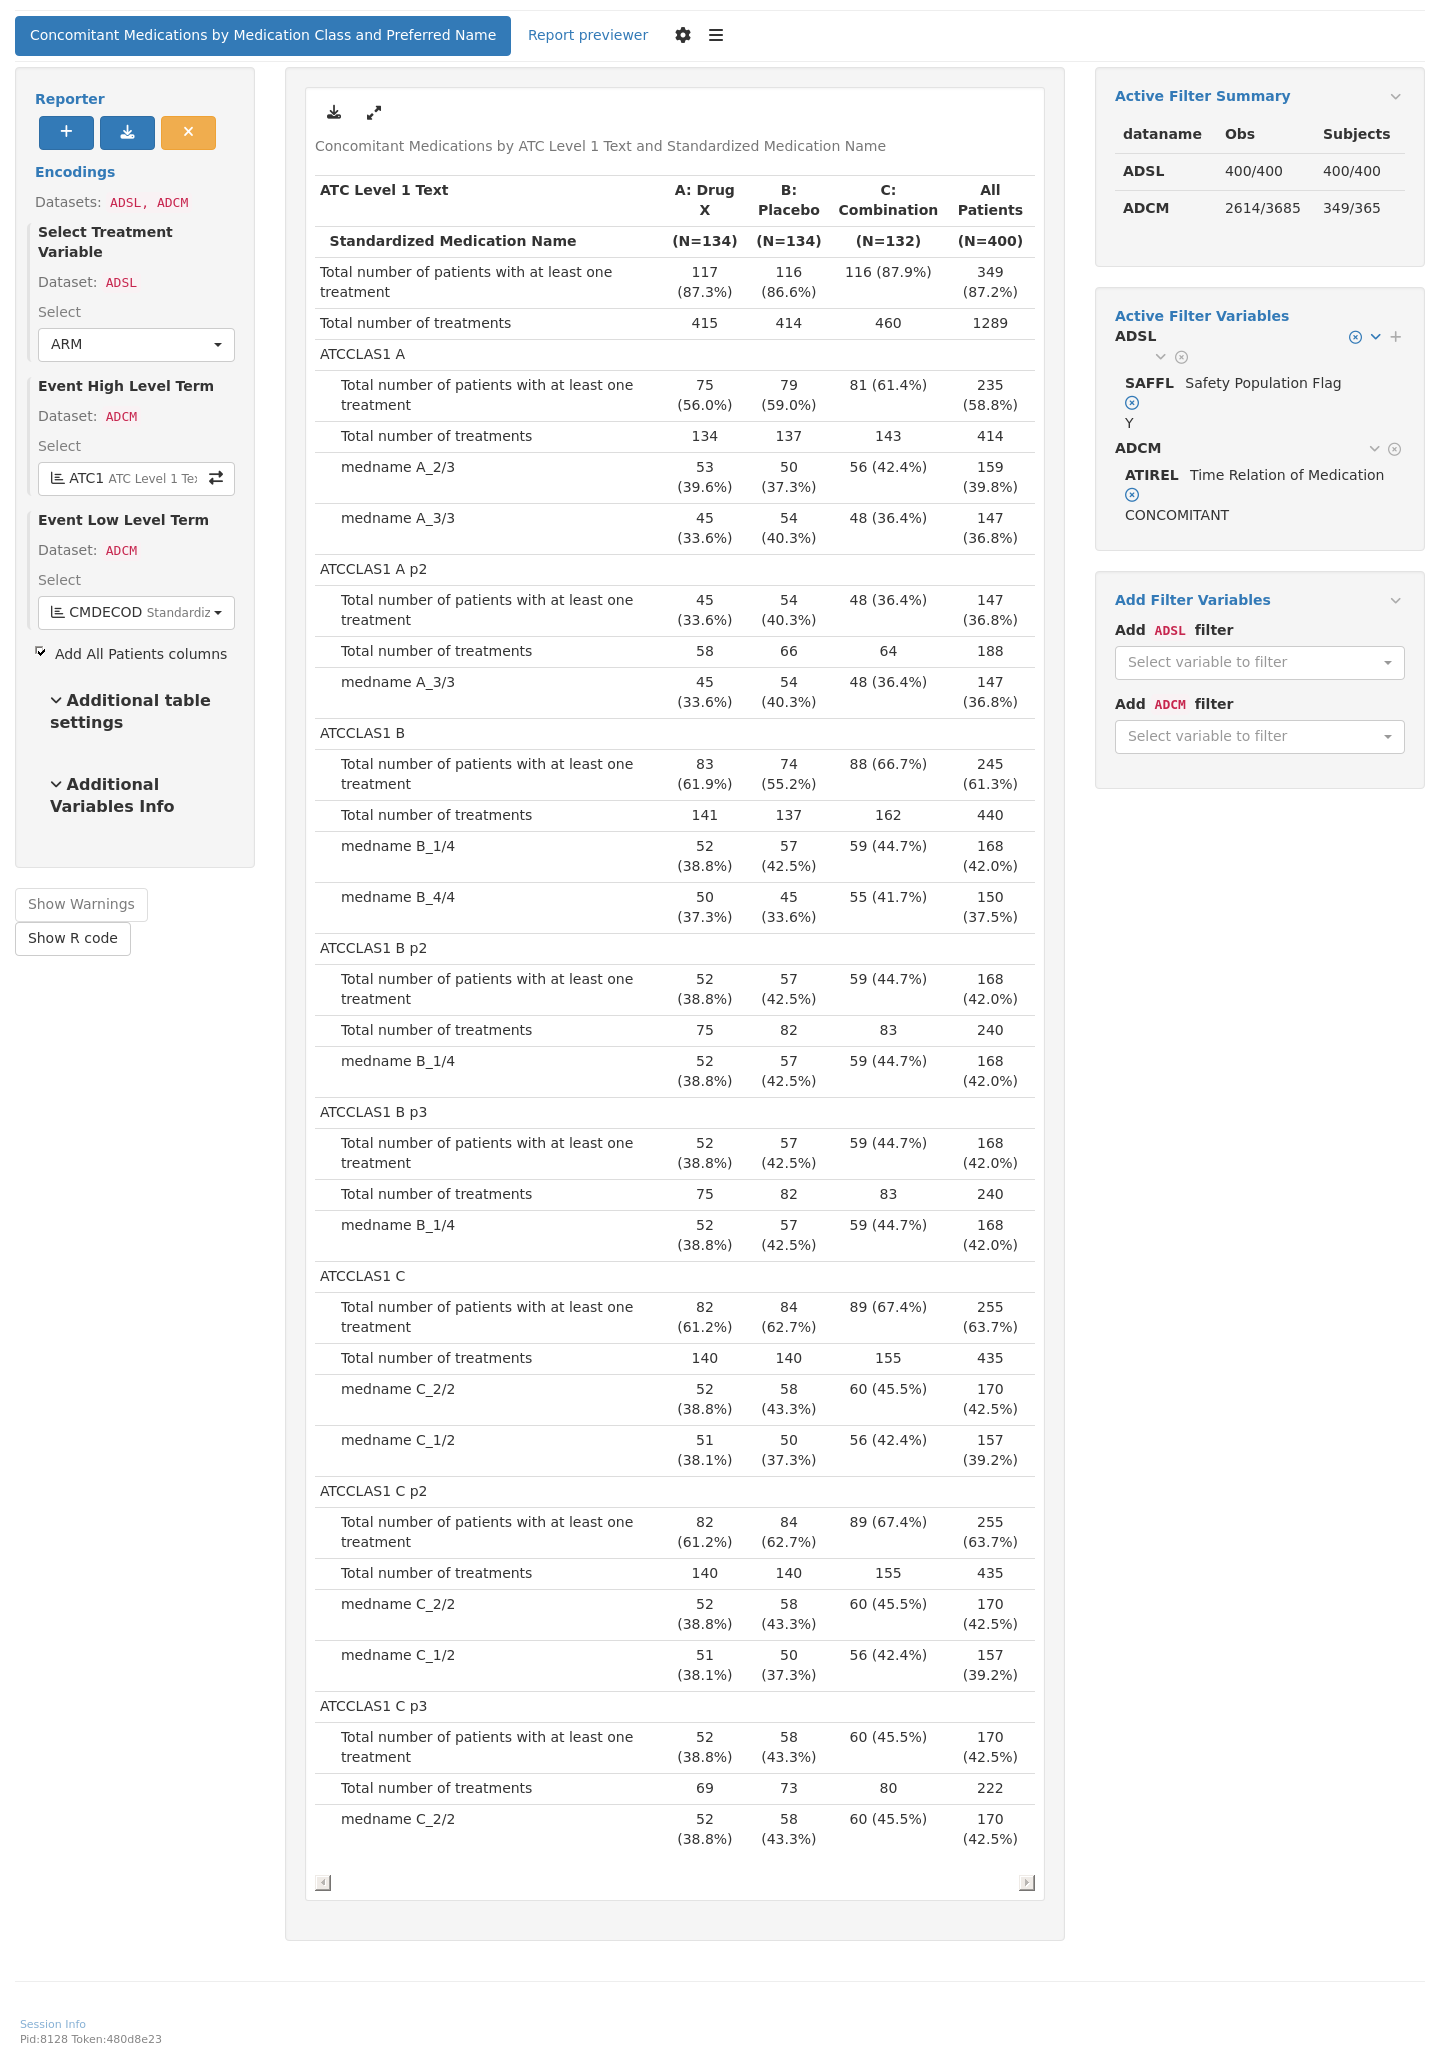 Concomitant Medications by Medication Class and Preferred Name
Report previewer
Reporter
Encodings
Datasets: ADSL, ADCM
Select Treatment
Variable
Dataset: ADSL
Select
ARM
Event High Level Term
Dataset: ADCM
Select
ATC1 ATC Level 1 Te
Event Low Level Term
Dataset: ADCM
Select
CMDECOD Standardiz
Add All Patients columns
Additional table
settings
Additional
Variables Info
Show Warnings
Show R code
Concomitant Medications by ATC Level 1 Text and Standardized Medication Name
ATC Level 1 Text A: Drug B: C: All
X Placebo Combination Patients
Standardized Medication Name (N=134) (N=134) (N=132) (N=400)
Total number of patients with at least one 117 116 116 (87.9%) 349
treatment (87.3%) (86.6%) (87.2%)
Total number of treatments 415 414 460 1289
ATCCLAS1 A
Total number of patients with at least one 75 79 81 (61.4%) 235
treatment (56.0%) (59.0%) (58.8%)
Total number of treatments 134 137 143 414
medname A_2/3 53 50 56 (42.4%) 159
(39.6%) (37.3%) (39.8%)
medname A_3/3 45 54 48 (36.4%) 147
(33.6%) (40.3%) (36.8%)
ATCCLAS1 A p2
Total number of patients with at least one 45 54 48 (36.4%) 147
treatment (33.6%) (40.3%) (36.8%)
Total number of treatments 58 66 64 188
medname A_3/3 45 54 48 (36.4%) 147
(33.6%) (40.3%) (36.8%)
ATCCLAS1 B
Total number of patients with at least one 83 74 88 (66.7%) 245
treatment (61.9%) (55.2%) (61.3%)
Total number of treatments 141 137 162 440
medname B_1/4 52 57 59 (44.7%) 168
(38.8%) (42.5%) (42.0%)
medname B_4/4 50 45 55 (41.7%) 150
(37.3%) (33.6%) (37.5%)
ATCCLAS1 B p2
Total number of patients with at least one 52 57 59 (44.7%) 168
treatment (38.8%) (42.5%) (42.0%)
Total number of treatments 75 82 83 240
medname B_1/4 52 57 59 (44.7%) 168
(38.8%) (42.5%) (42.0%)
ATCCLAS1 B p3
Total number of patients with at least one 52 57 59 (44.7%) 168
treatment (38.8%) (42.5%) (42.0%)
Total number of treatments 75 82 83 240
medname B_1/4 52 57 59 (44.7%) 168
(38.8%) (42.5%) (42.0%)
ATCCLAS1 C
Total number of patients with at least one 82 84 89 (67.4%) 255
treatment (61.2%) (62.7%) (63.7%)
Total number of treatments 140 140 155 435
medname C_2/2 52 58 60 (45.5%) 170
(38.8%) (43.3%) (42.5%)
medname C_1/2 51 50 56 (42.4%) 157
(38.1%) (37.3%) (39.2%)
ATCCLAS1 C p2
Total number of patients with at least one 82 84 89 (67.4%) 255
treatment (61.2%) (62.7%) (63.7%)
Total number of treatments 140 140 155 435
medname C_2/2 52 58 60 (45.5%) 170
(38.8%) (43.3%) (42.5%)
medname C_1/2 51 50 56 (42.4%) 157
(38.1%) (37.3%) (39.2%)
ATCCLAS1 C p3
Total number of patients with at least one 52 58 60 (45.5%) 170
treatment (38.8%) (43.3%) (42.5%)
Total number of treatments 69 73 80 222
medname C_2/2 52 58 60 (45.5%) 170
(38.8%) (43.3%) (42.5%)
Active Filter Summary
dataname Obs Subjects
ADSL 400/400 400/400
ADCM 2614/3685 349/365
Active Filter Variables
ADSL
SAFFL Safety Population Flag
Y
ADCM
ATIREL Time Relation of Medication
CONCOMITANT
Add Filter Variables
Add ADSL filter
Select variable to filter
Add ADCM filter
Select variable to filter
Session Info
Pid:8128 Token:480d8e23